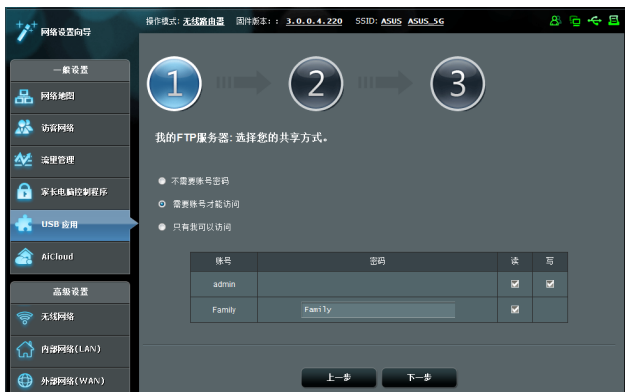 网络设置向导
操作模式: 无线路由器 固件版本: : 3.0.0.4.220 SSID: ASUS ASUS_5G
一般设置
网络地图
访客网络
流量管理
家长电脑控制程序
USB 应用
AiCloud
高级设置
无线网络
内部网络(LAN)
外部网络(WAN)
1 2 3
我的FTP服务器: 选择您的共享方式。
不需要账号密码
需要账号才能访问
只有我可以访问
账号 密码 读 写
admin
Family Family
上一步 下一步